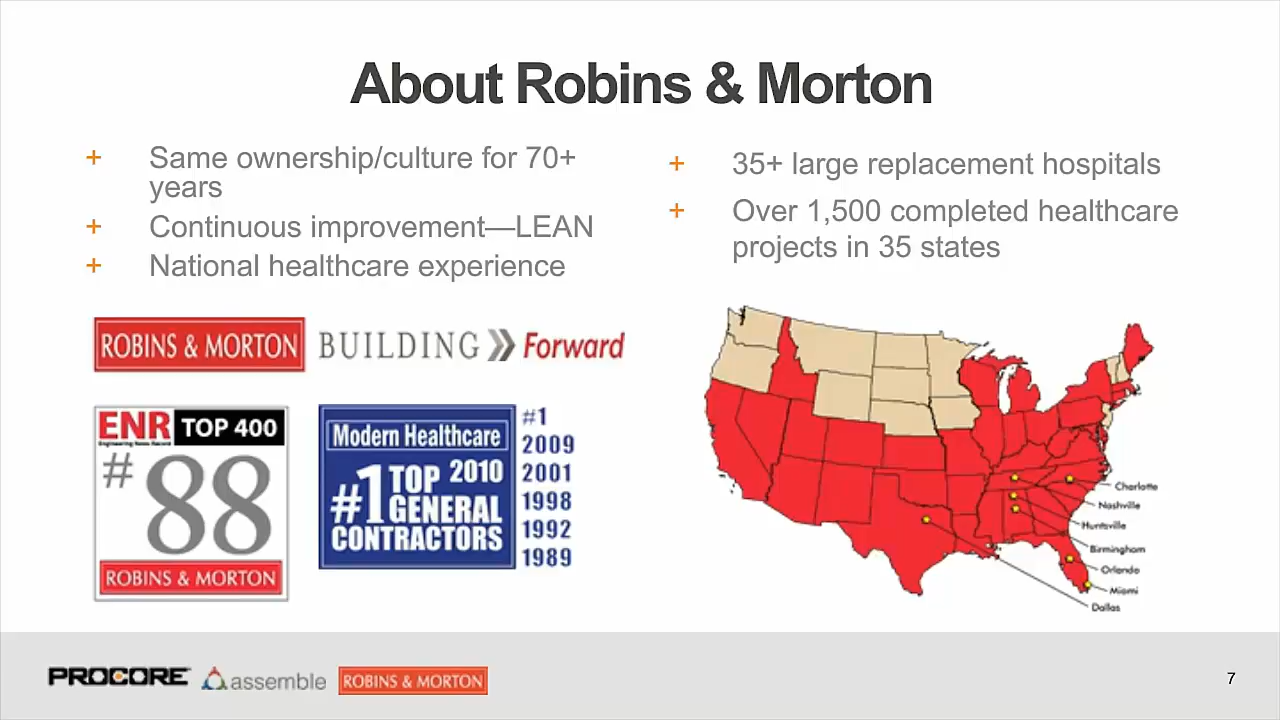 About Robins & Morton
+ Same ownership/culture for 70+
years
+ Continuous improvement—LEAN
+ National healthcare experience
+ 35+ large replacement hospitals
+ Over 1,500 completed healthcare
projects in 35 states
ROBINS & MORTON
BUILDING Forward
ENR TOP 400
Engineering News-Record
#88
ROBINS & MORTON
Modern Healthcare
#1 TOP 2010
GENERAL
CONTRACTORS
#1
2009
2001
1998
1992
1989
Charlotte
Nashville
Huntsville
Birmingham
Orlando
Miami
Dallas
PROCORE
assemble
ROBINS & MORTON
7